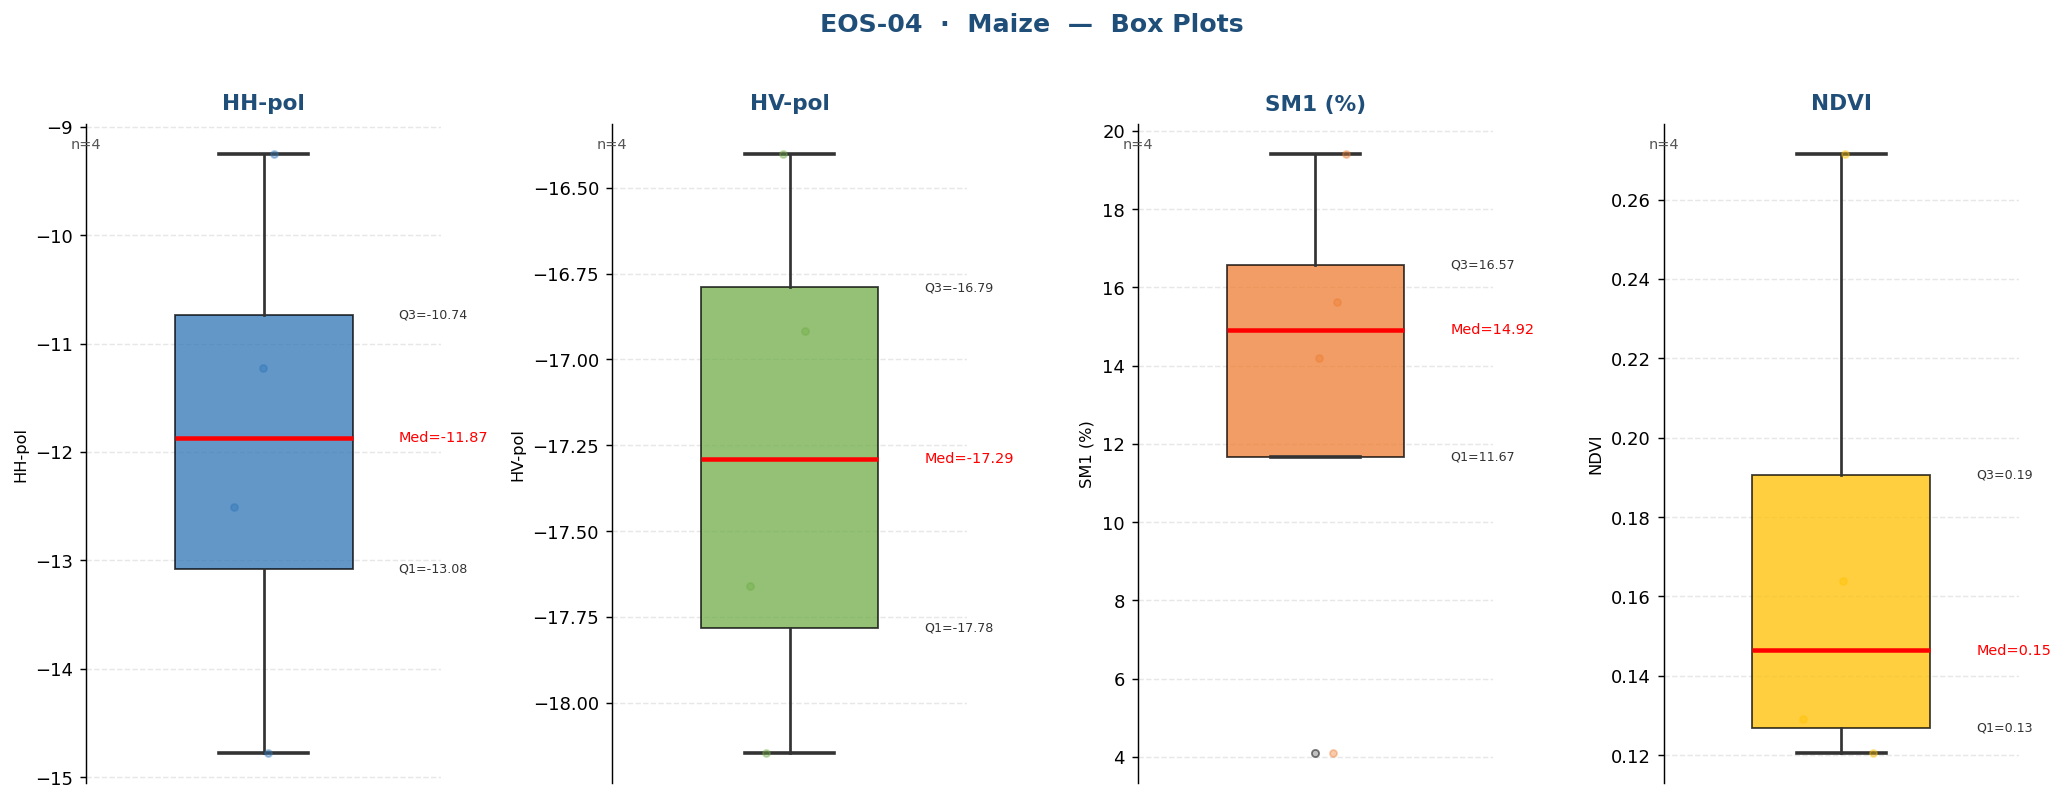 EOS-04 · Maize — Box Plots
HH-pol
n=4
−9
−10
−11
−12
−13
−14
−15
HH-pol
Q3=-10.74
Med=-11.87
Q1=-13.08
HV-pol
n=4
−16.50
−16.75
−17.00
−17.25
−17.50
−17.75
−18.00
HV-pol
Q3=-16.79
Med=-17.29
Q1=-17.78
SM1 (%)
n=4
20
18
16
14
12
10
8
6
4
SM1 (%)
Q3=16.57
Med=14.92
Q1=11.67
NDVI
n=4
0.26
0.24
0.22
0.20
0.18
0.16
0.14
0.12
NDVI
Q3=0.19
Med=0.15
Q1=0.13